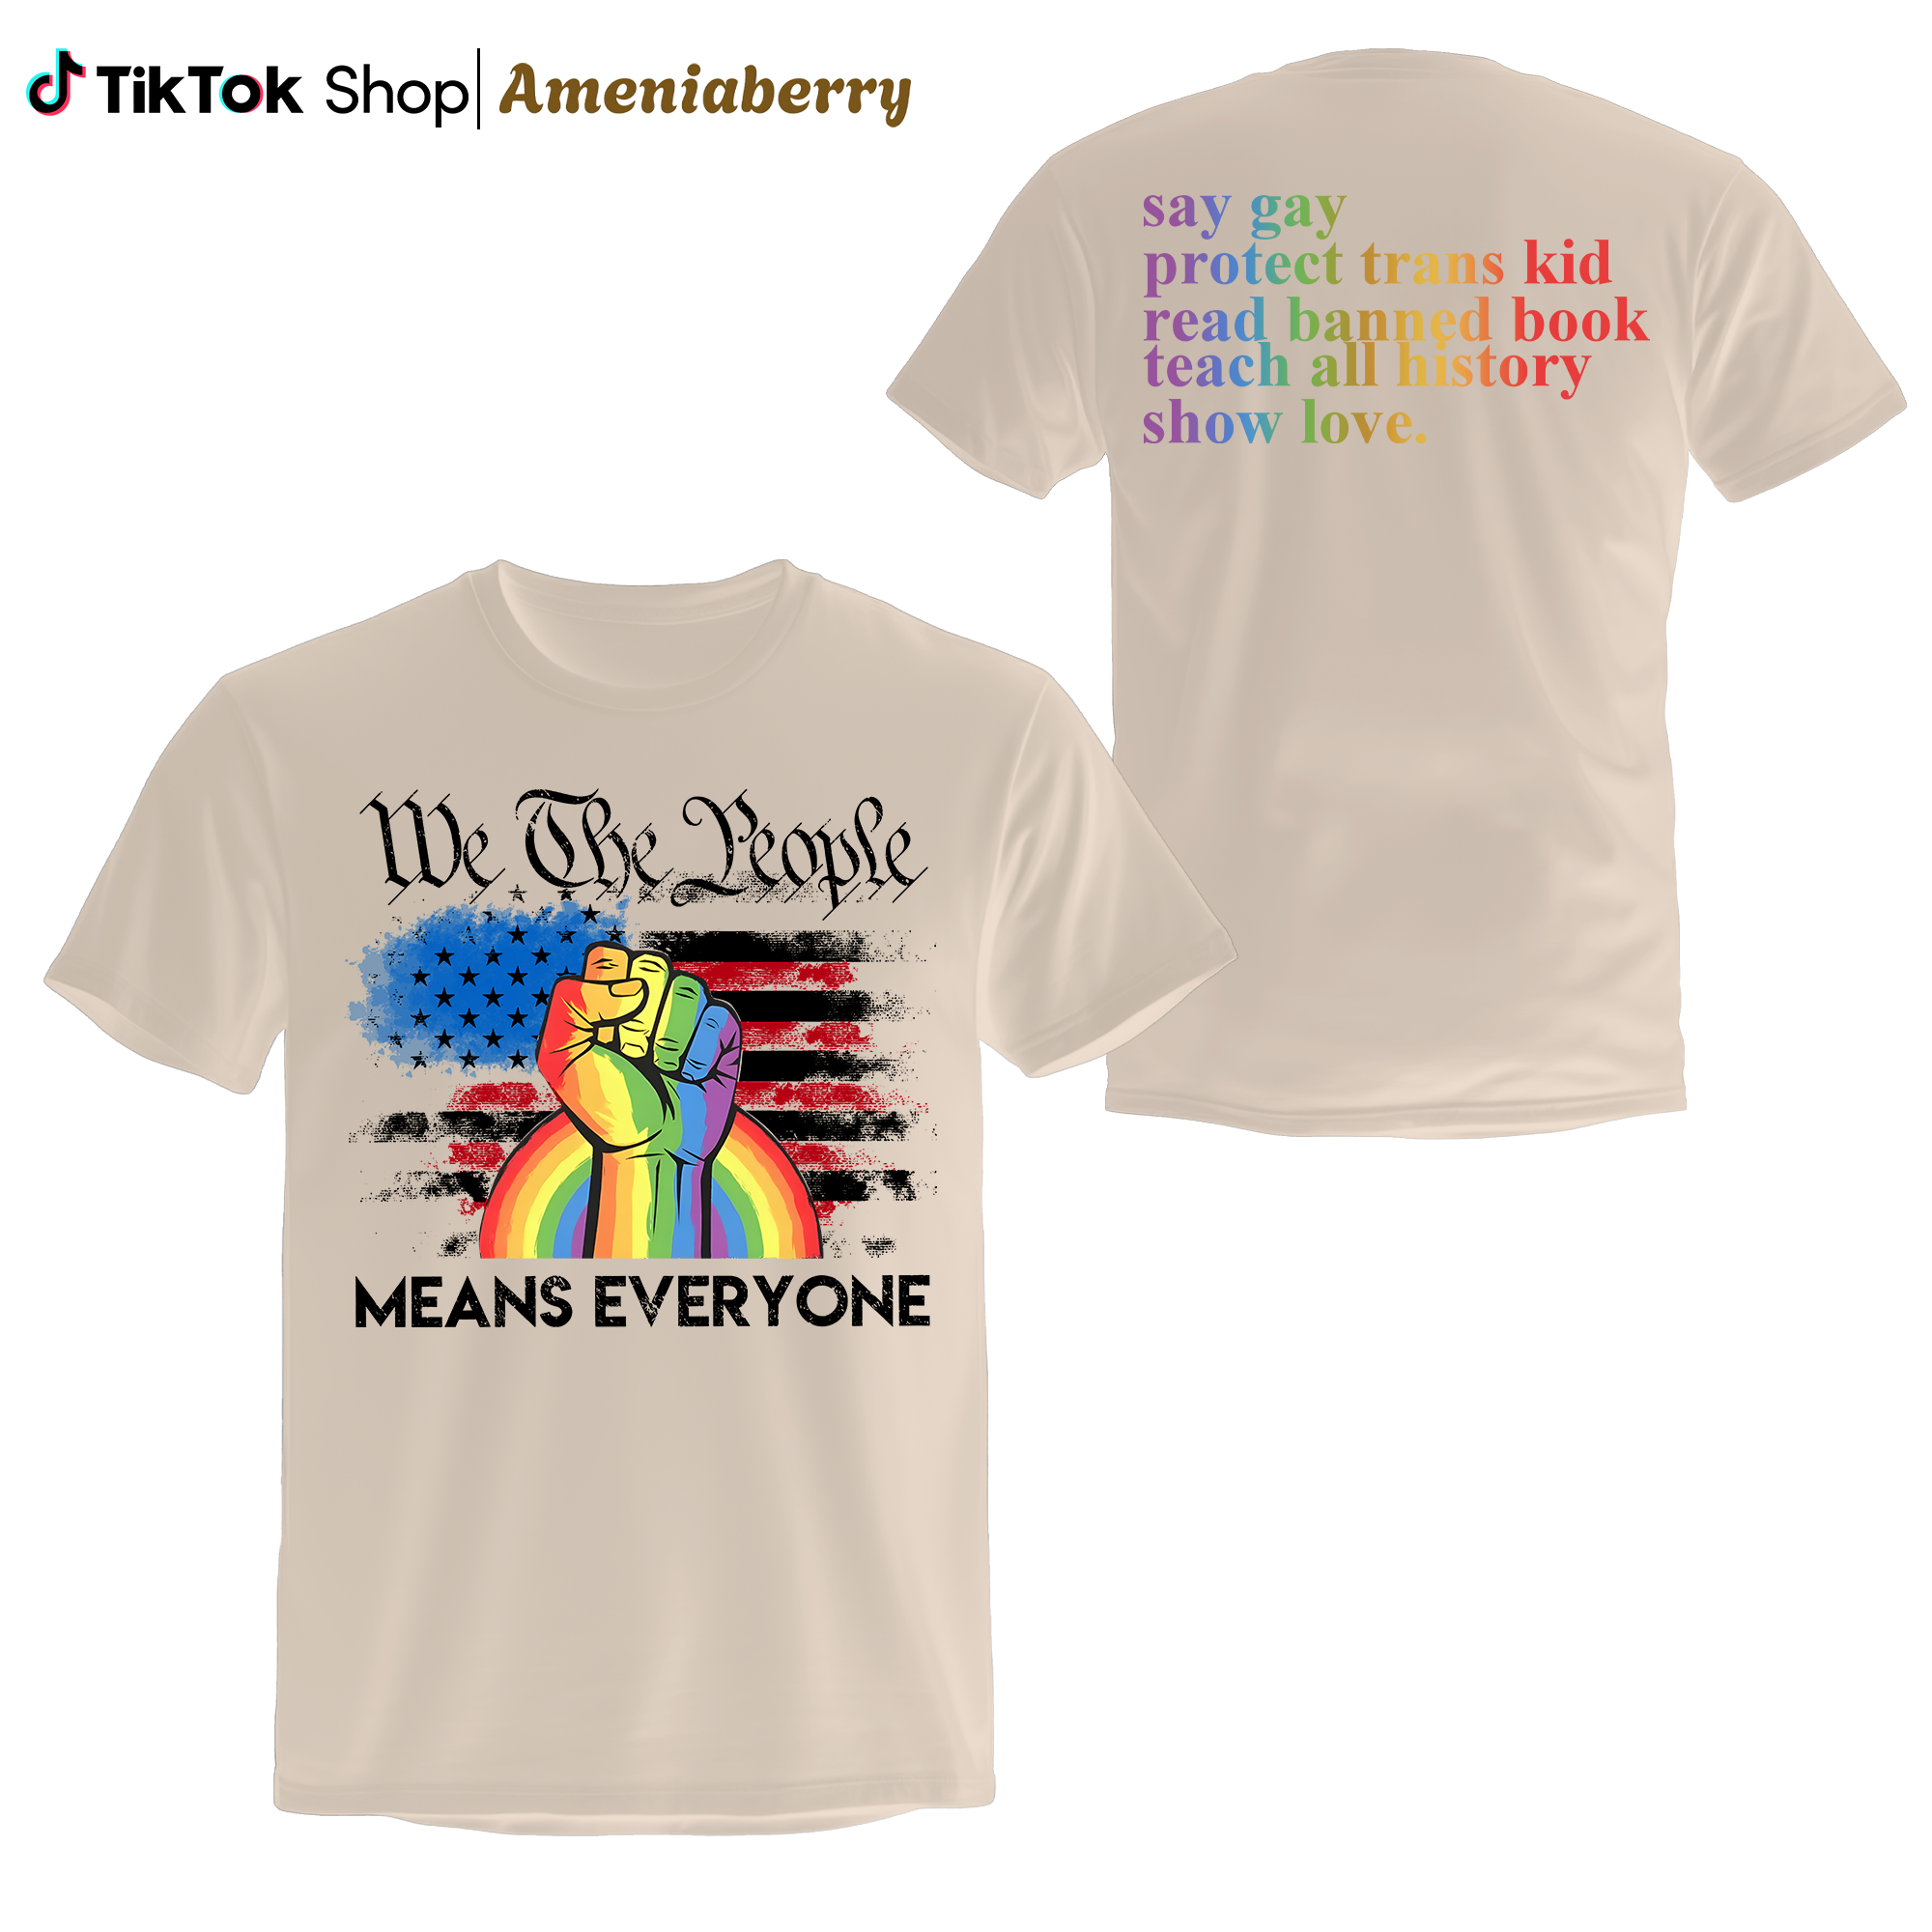 TikTok Shop | Ameniaberry
say gay
protect trans kid
read banned book
teach all history
show love.
We The People
MEANS EVERYONE